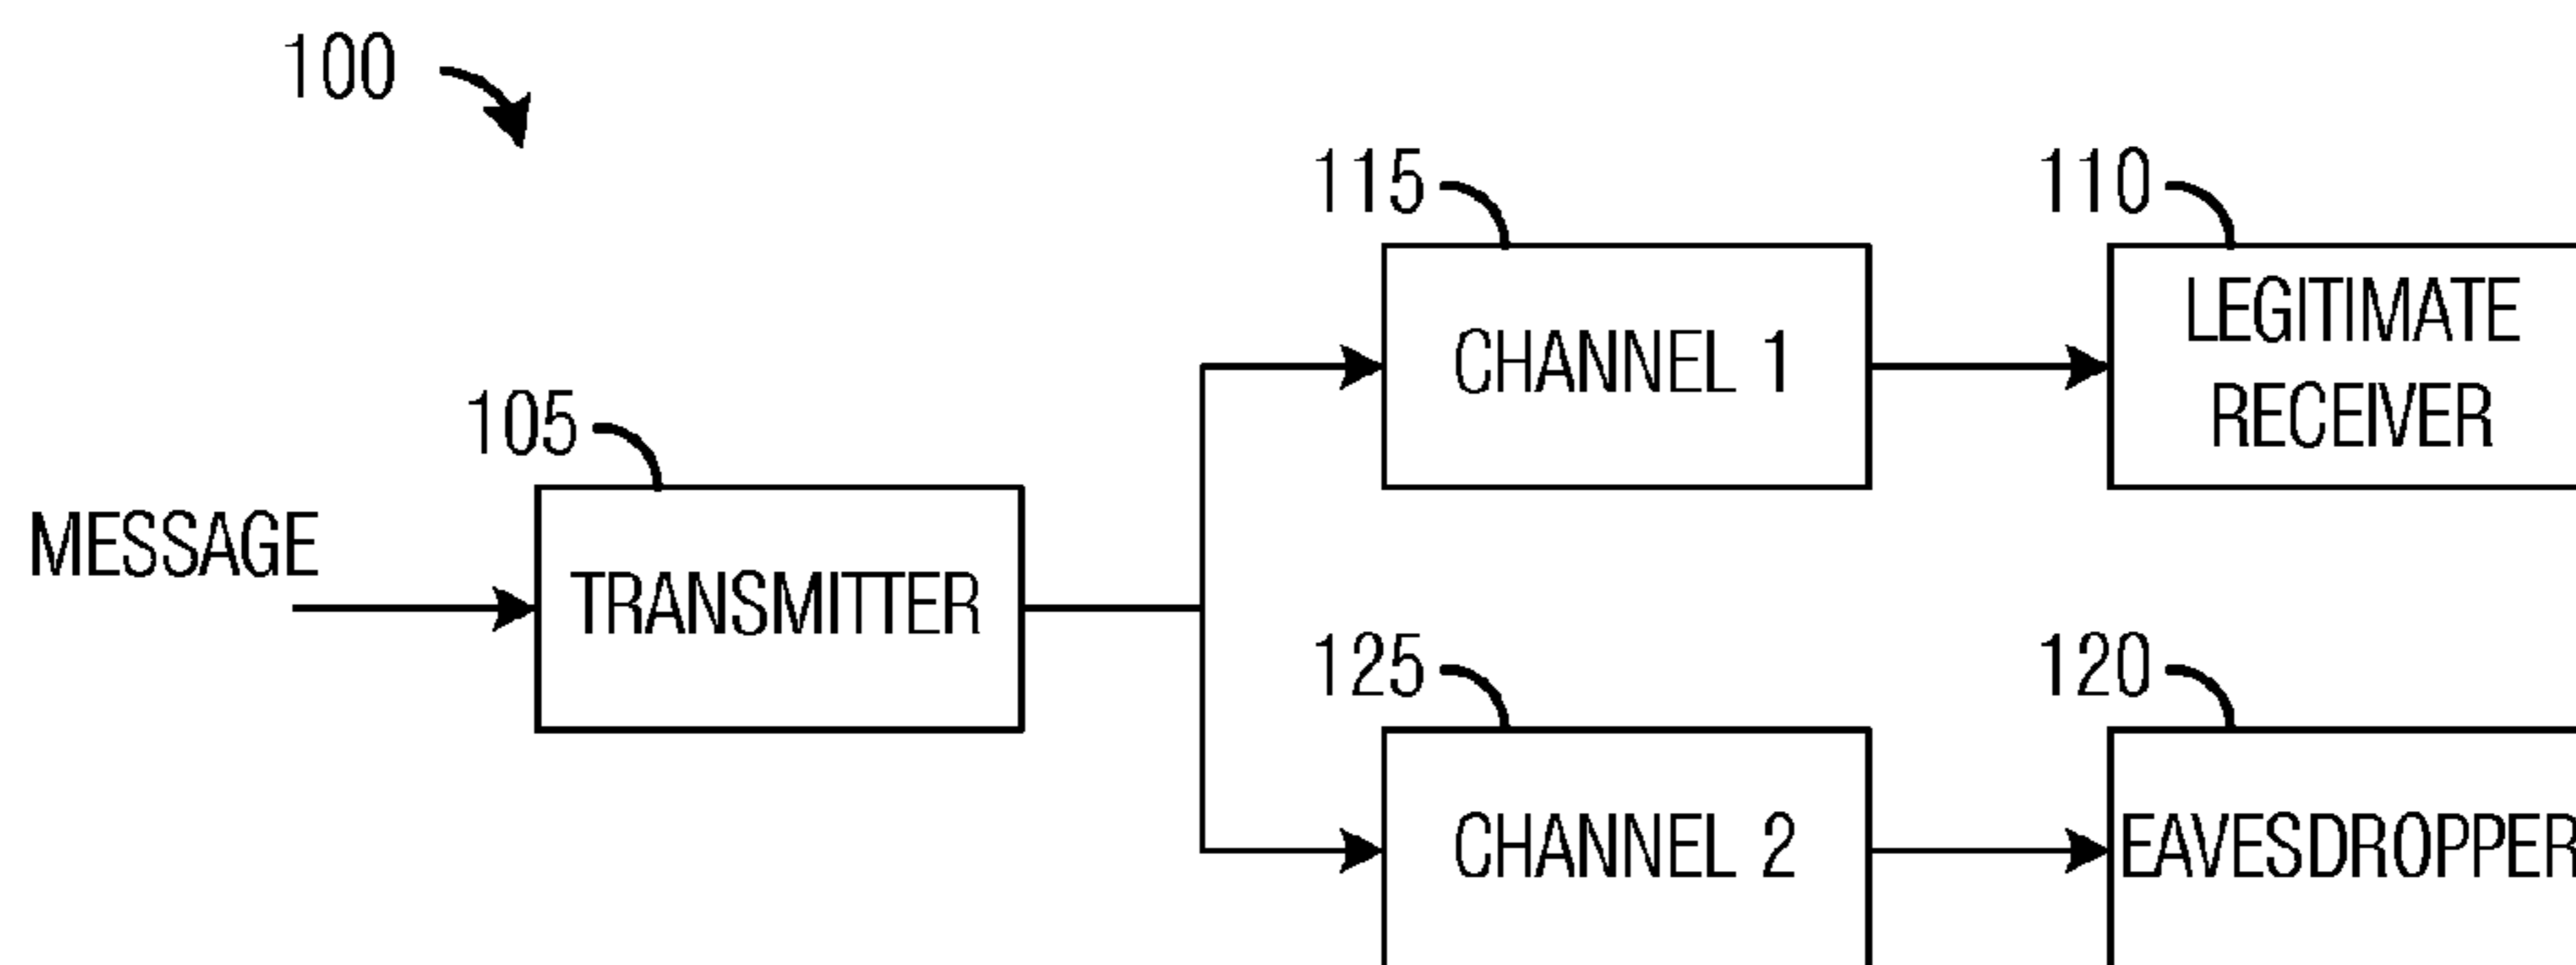 100
115
110
CHANNEL 1
LEGITIMATE
RECEIVER
105
MESSAGE
TRANSMITTER
125
120
CHANNEL 2
EAVESDROPPER